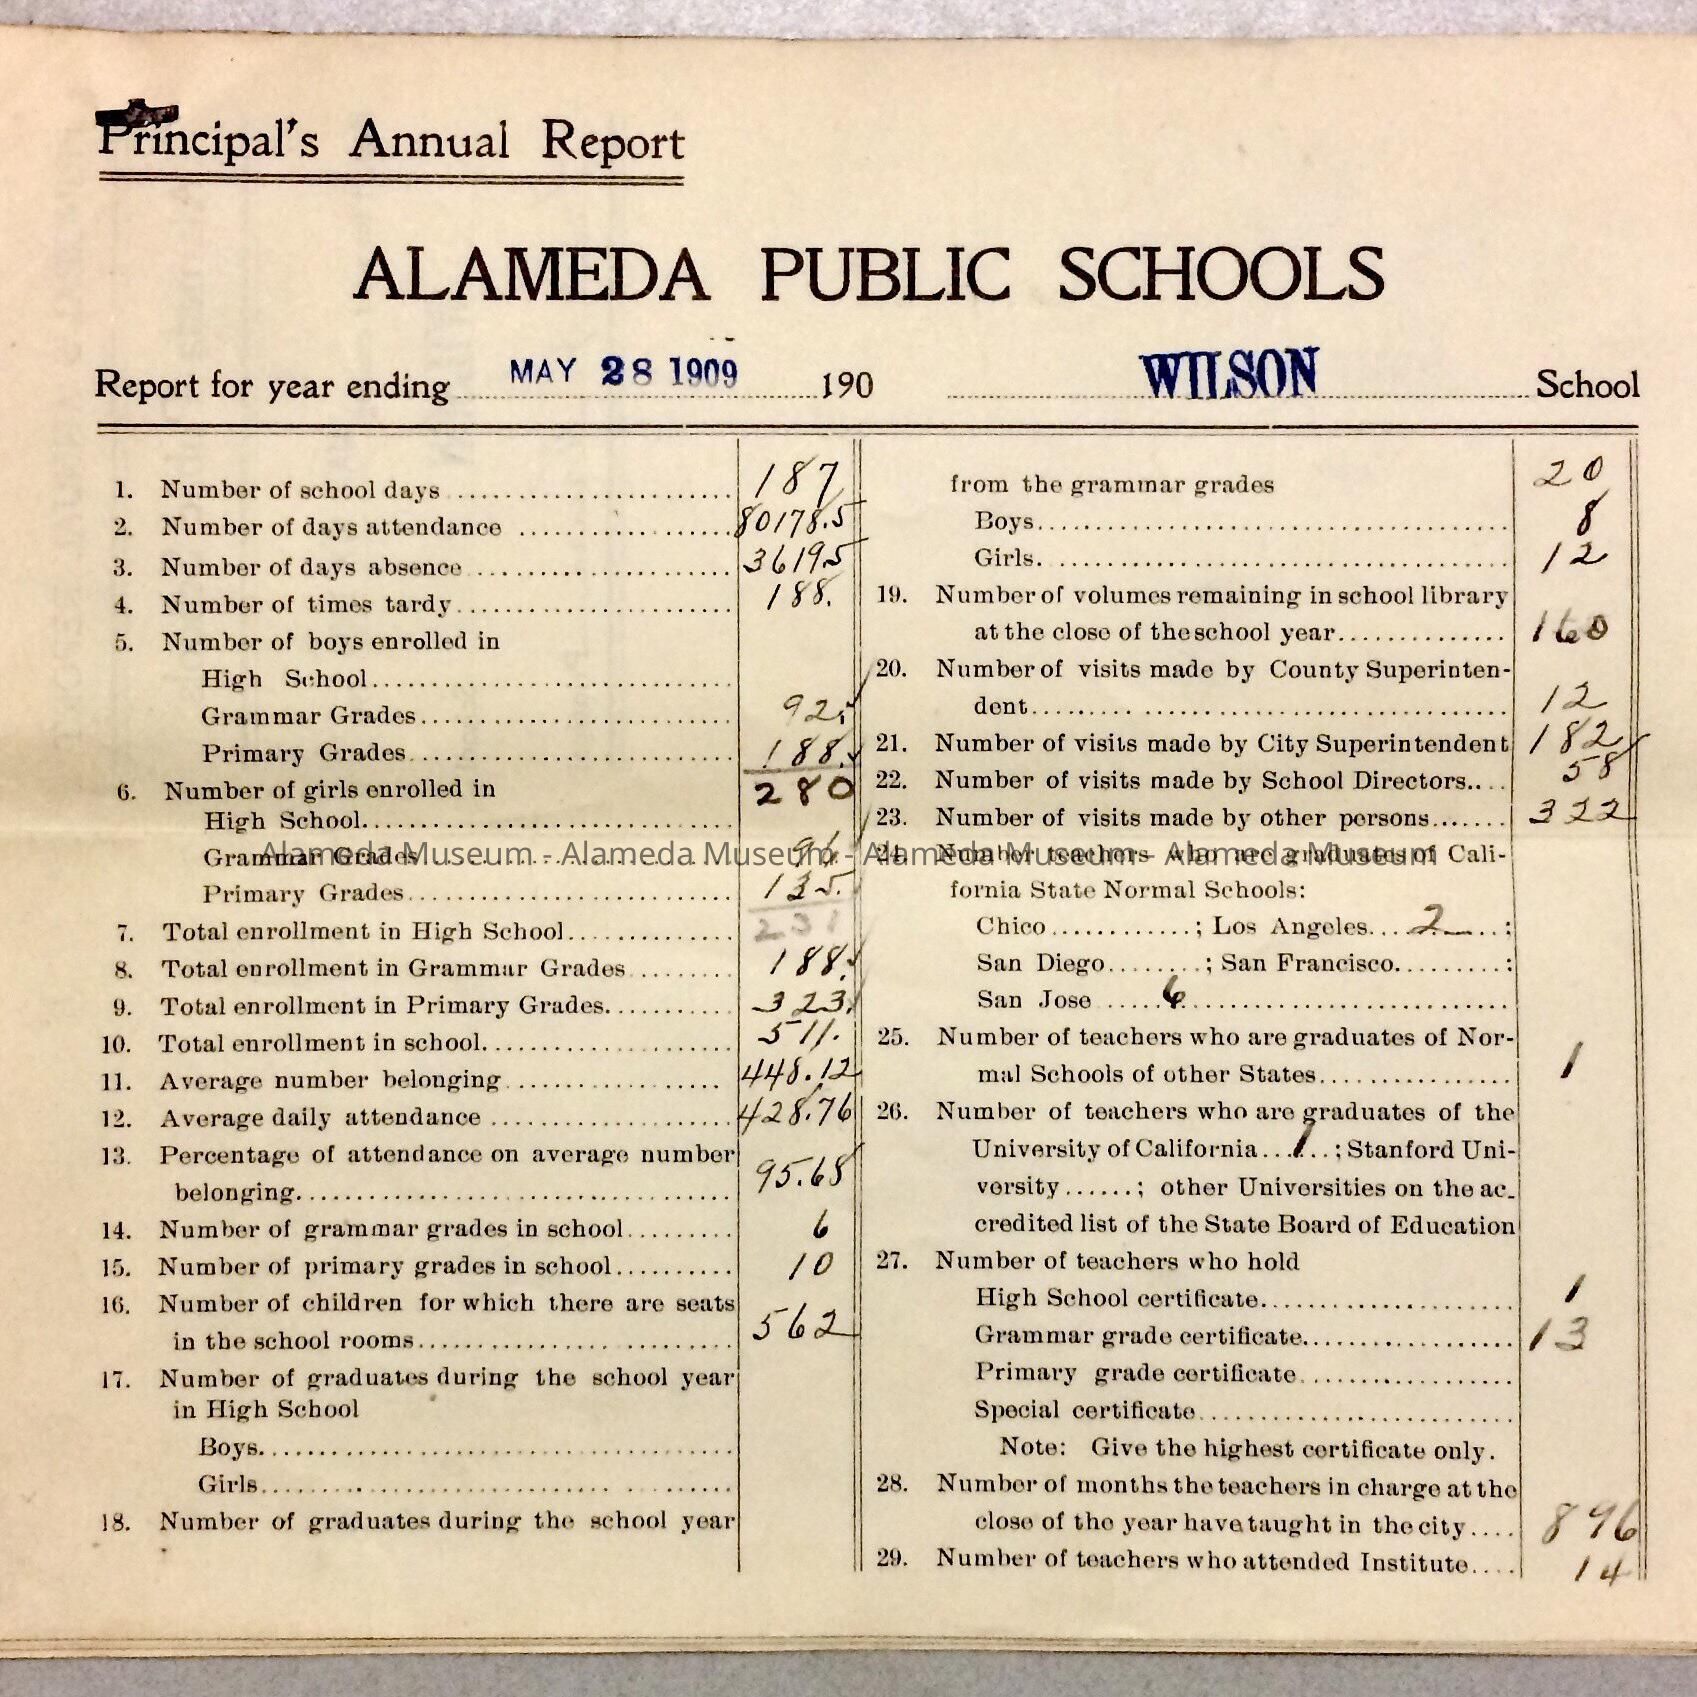 Principal's Annual Report
ALAMEDA PUBLIC SCHOOLS
Report for year ending MAY 28 1909 190 WILSON School
1. Number of school days 187
2. Number of days attendance 80178.5
3. Number of days absence 36195
4. Number of times tardy 188.
5. Number of boys enrolled in
High School
Grammar Grades 92.
Primary Grades 188.
280
6. Number of girls enrolled in
High School
Grammar Grades 96.
Primary Grades 135.
231
7. Total enrollment in High School
8. Total enrollment in Grammar Grades 188.
9. Total enrollment in Primary Grades 323.
10. Total enrollment in school 511.
11. Average number belonging 448.12
12. Average daily attendance 428.76
13. Percentage of attendance on average number
belonging 95.68
14. Number of grammar grades in school 6
15. Number of primary grades in school 10
16. Number of children for which there are seats
in the school rooms 562
17. Number of graduates during the school year
in High School
Boys
Girls
18. Number of graduates during the school year
from the grammar grades 20
Boys 8
Girls 12
19. Number of volumes remaining in school library
at the close of the school year 160
20. Number of visits made by County Superinten-
dent 12
21. Number of visits made by City Superintendent 182
22. Number of visits made by School Directors 58
23. Number of visits made by other persons 322
24. Number teachers who are graduates of Cali-
fornia State Normal Schools:
Chico ; Los Angeles 2 ;
San Diego ; San Francisco :
San Jose 6
25. Number of teachers who are graduates of Nor-
mal Schools of other States 1
26. Number of teachers who are graduates of the
University of California 1 ; Stanford Uni-
versity ; other Universities on the ac-
credited list of the State Board of Education
27. Number of teachers who hold
High School certificate 1
Grammar grade certificate 13
Primary grade certificate
Special certificate
Note: Give the highest certificate only.
28. Number of months the teachers in charge at the
close of the year have taught in the city 896
29. Number of teachers who attended Institute 14
Alameda Museum - Alameda Museum - Alameda Museum - Alameda Museum